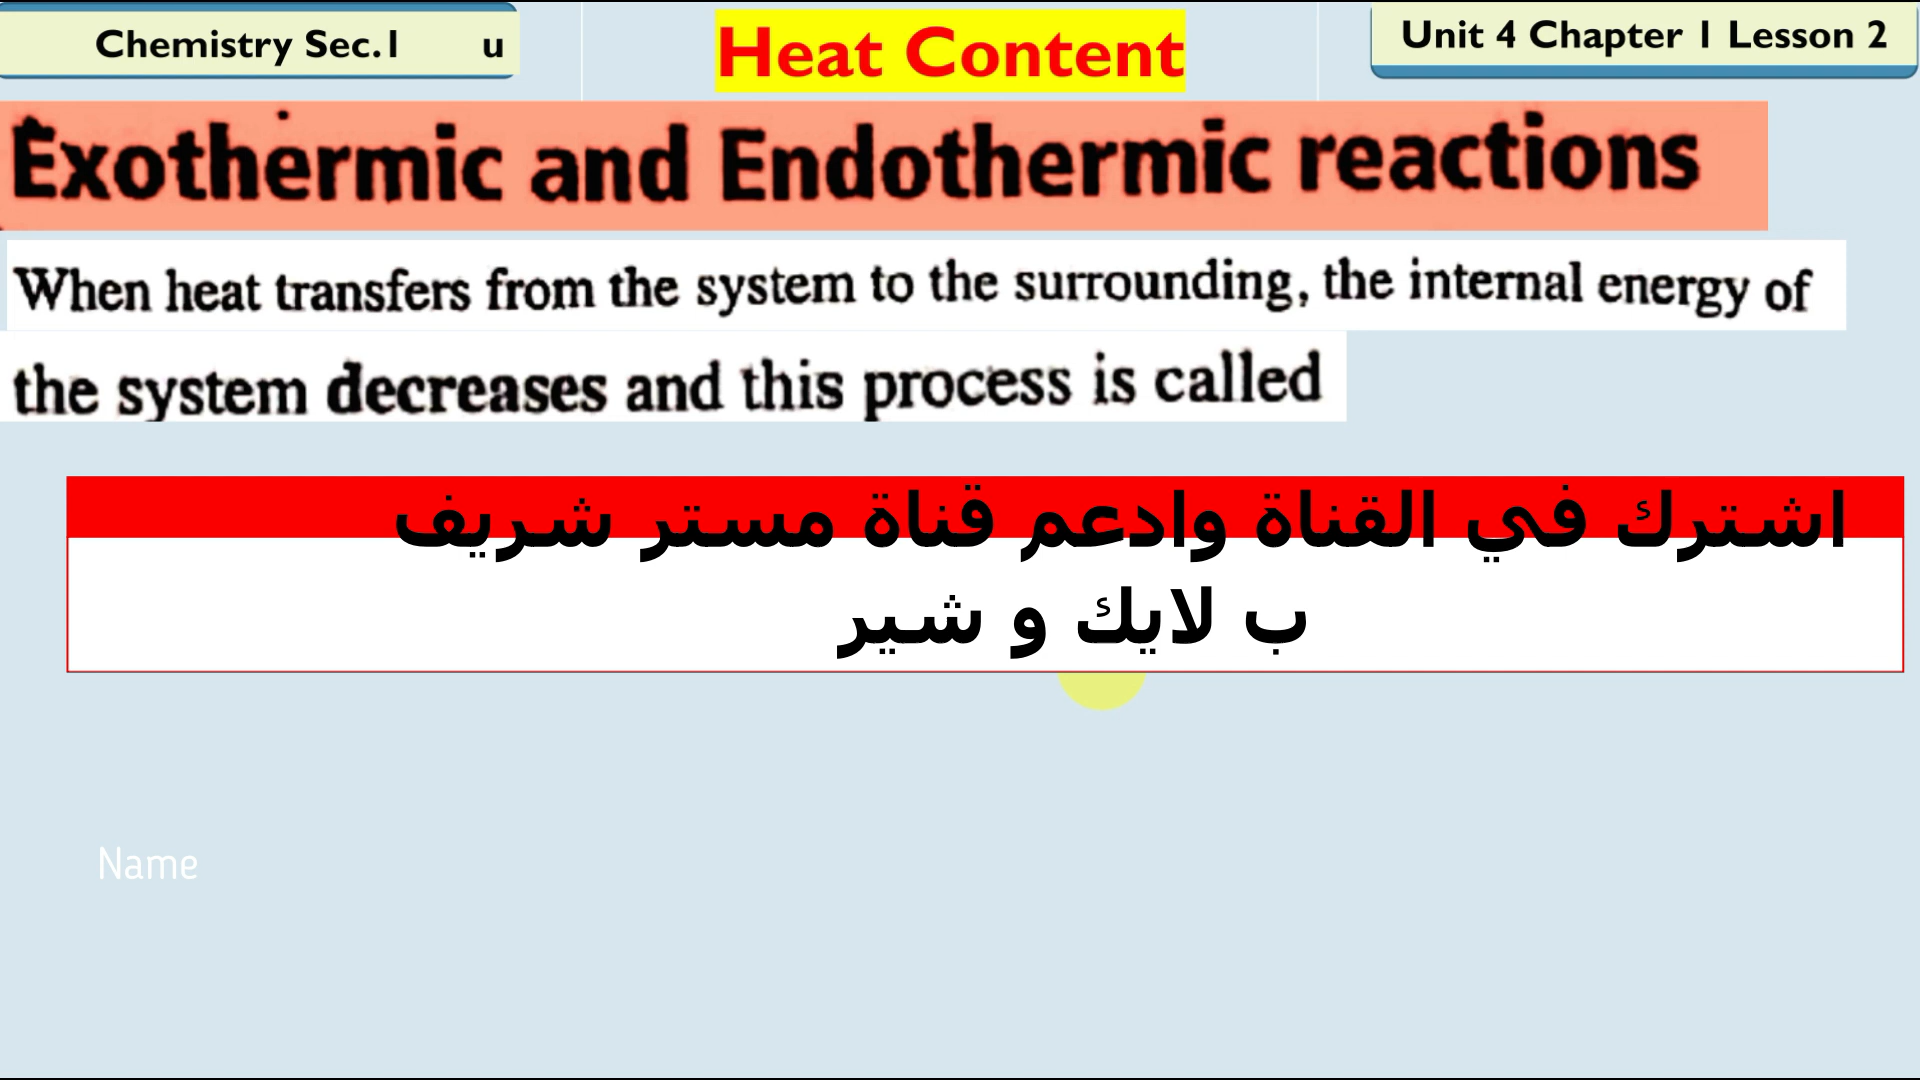 Chemistry Sec.1 u
Heat Content
Unit 4 Chapter 1 Lesson 2
Exothermic and Endothermic reactions
When heat transfers from the system to the surrounding, the internal energy of
the system decreases and this process is called
اشترك في القناة وادعم قناة مستر شريف
ب لايك و شير
Name